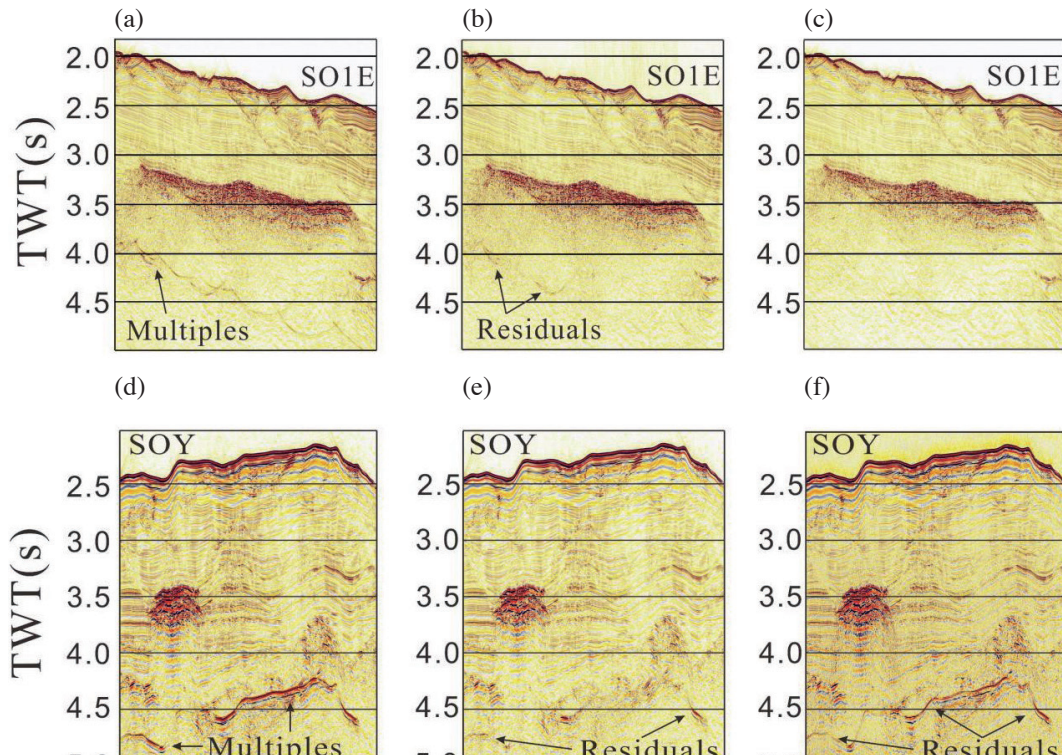 (a) (b) (c)
TWT(s)
2.0 SO1E 2.0 SO1E 2.0 SO1E
2.5 2.5 2.5
3.0 3.0 3.0
3.5 3.5 3.5
4.0 4.0 4.0
4.5 4.5 4.5
Multiples Residuals
(d) (e) (f)
TWT(s)
SOY SOY SOY
2.5 2.5 2.5
3.0 3.0 3.0
3.5 3.5 3.5
4.0 4.0 4.0
4.5 4.5 4.5
Multiples Residuals Residuals